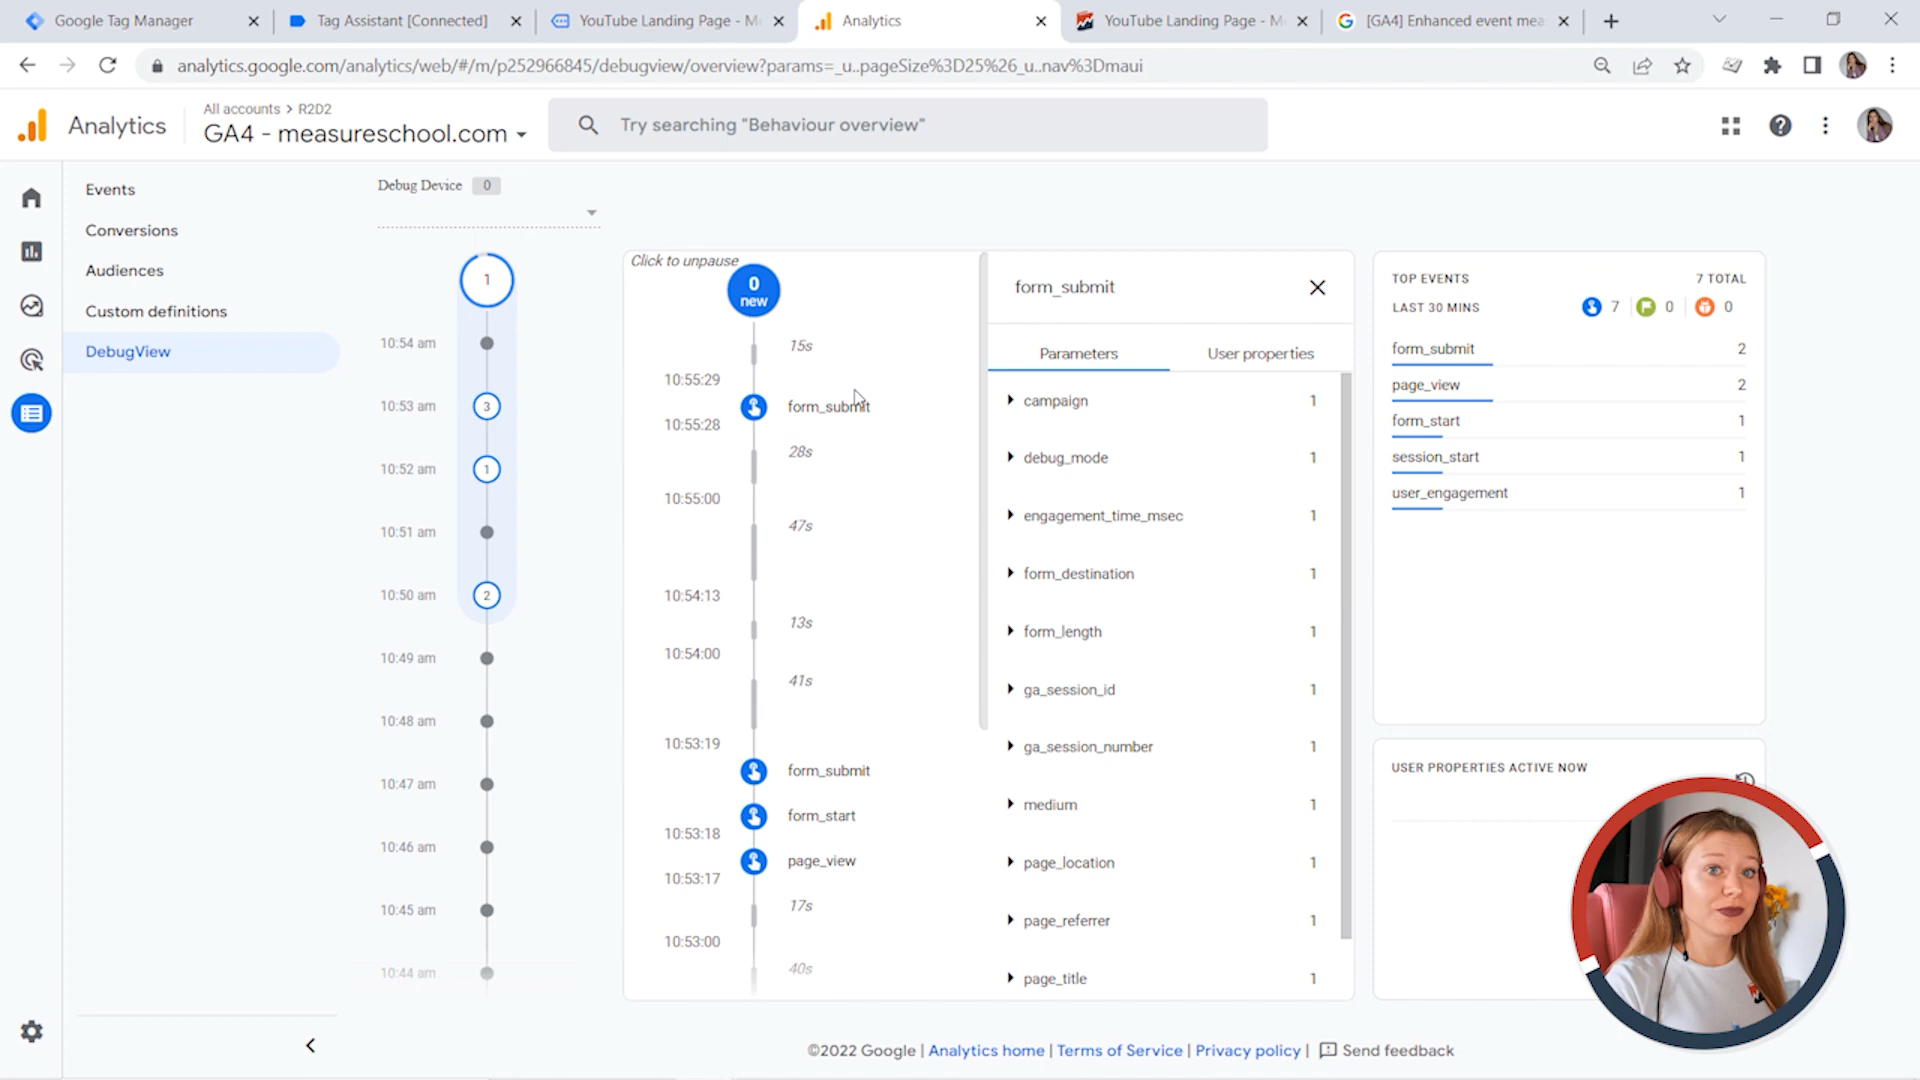 Google Tag Manager
Tag Assistant [Connected]
YouTube Landing Page - M
Analytics
YouTube Landing Page - M
[GA4] Enhanced event mea
analytics.google.com/analytics/web/#/m/p252966845/debugview/overview?params=_u..pageSize%3D25%26_u..nav%3Dmaui
Analytics
All accounts > R2D2
GA4 - measureschool.com
Try searching "Behaviour overview"
Events
Conversions
Audiences
Custom definitions
DebugView
Debug Device 0
1
10:54 am
10:53 am 3
10:52 am 1
10:51 am
10:50 am 2
10:49 am
10:48 am
10:47 am
10:46 am
10:45 am
10:44 am
Click to unpause
0
new
15s
10:55:29
form_submit
10:55:28
28s
10:55:00
47s
10:54:13
13s
10:54:00
41s
10:53:19
form_submit
form_start
10:53:18
page_view
10:53:17
17s
10:53:00
40s
form_submit
Parameters
User properties
campaign 1
debug_mode 1
engagement_time_msec 1
form_destination 1
form_length 1
ga_session_id 1
ga_session_number 1
medium 1
page_location 1
page_referrer 1
page_title 1
TOP EVENTS 7 TOTAL
LAST 30 MINS 7 0 0
form_submit 2
page_view 2
form_start 1
session_start 1
user_engagement 1
USER PROPERTIES ACTIVE NOW
©2022 Google | Analytics home | Terms of Service | Privacy policy | Send feedback